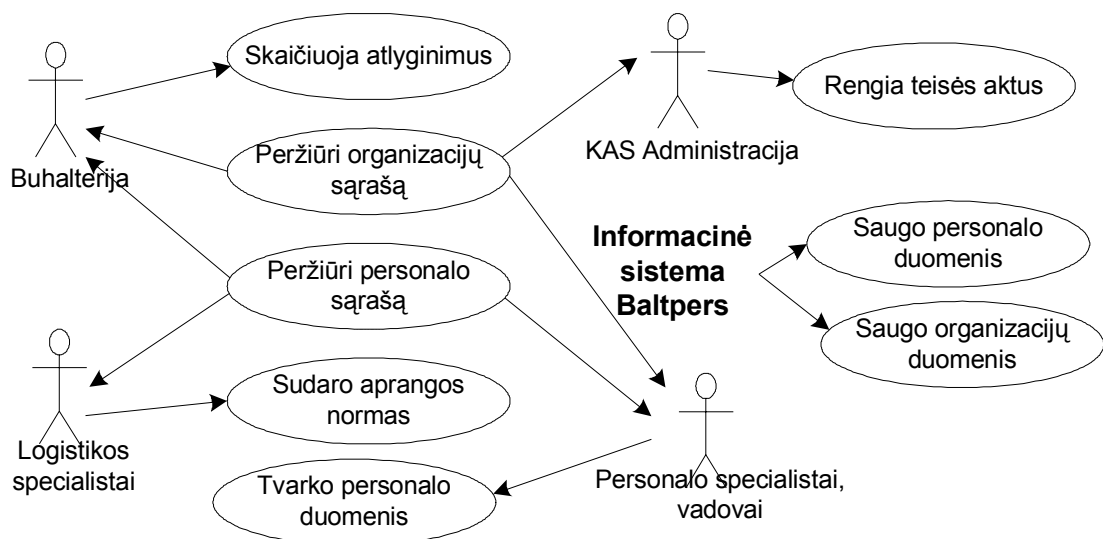 Skaičiuoja atlyginimus
Rengia teisės aktus
KAS Administracija
Peržiūri organizacijų
sąrašą
Buhalterija
Informacinė
sistema
Baltpers
Saugo personalo
duomenis
Peržiūri personalo
sąrašą
Saugo organizacijų
duomenis
Sudaro aprangos
normas
Logistikos
specialistai
Personalo specialistai,
vadovai
Tvarko personalo
duomenis